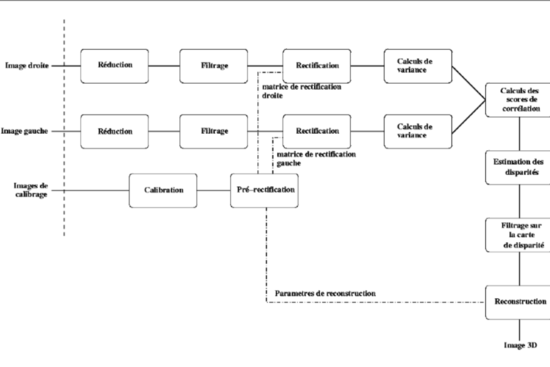 Image droite
Réduction
Filtrage
Rectification
Calculs de
variance
matrice de rectification
droite
Calculs des
scores de
corrélation
Image gauche
Réduction
Filtrage
Rectification
Calculs de
variance
matrice de rectification
gauche
Estimation des
disparités
Images de
calibrage
Calibration
Pré-rectification
Filtrage sur
la carte
de disparité
Parametres de reconstruction
Reconstruction
Image 3D